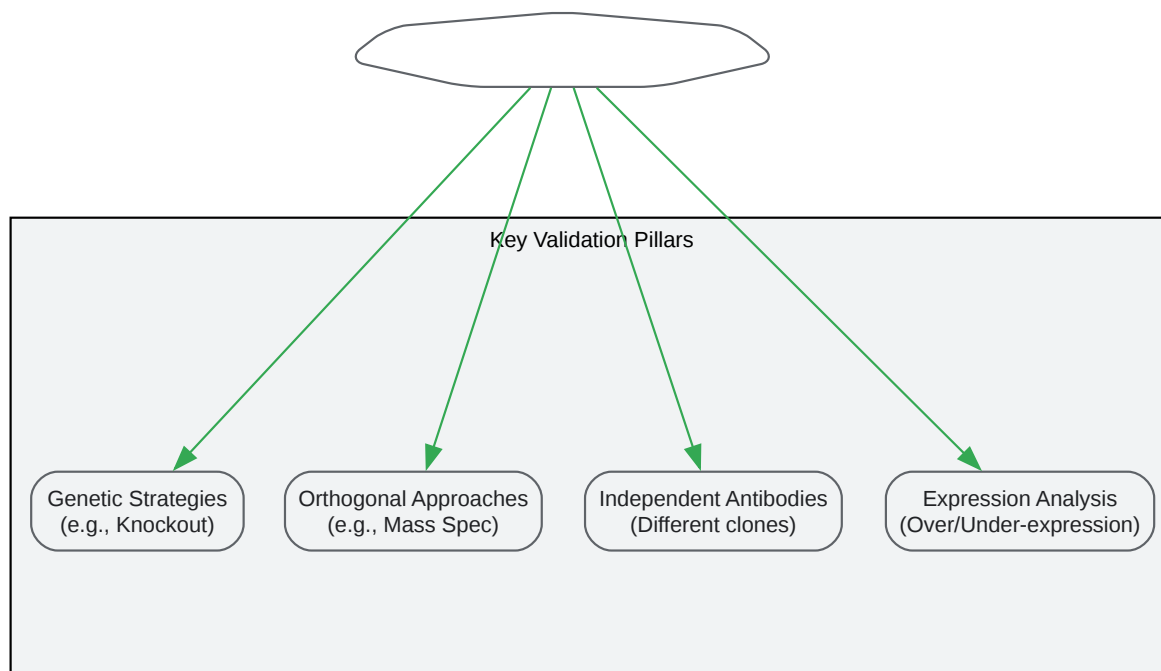 Key Validation Pillars
Genetic Strategies
(e.g., Knockout)
Orthogonal Approaches
(e.g., Mass Spec)
Independent Antibodies
(Different clones)
Expression Analysis
(Over/Under-expression)